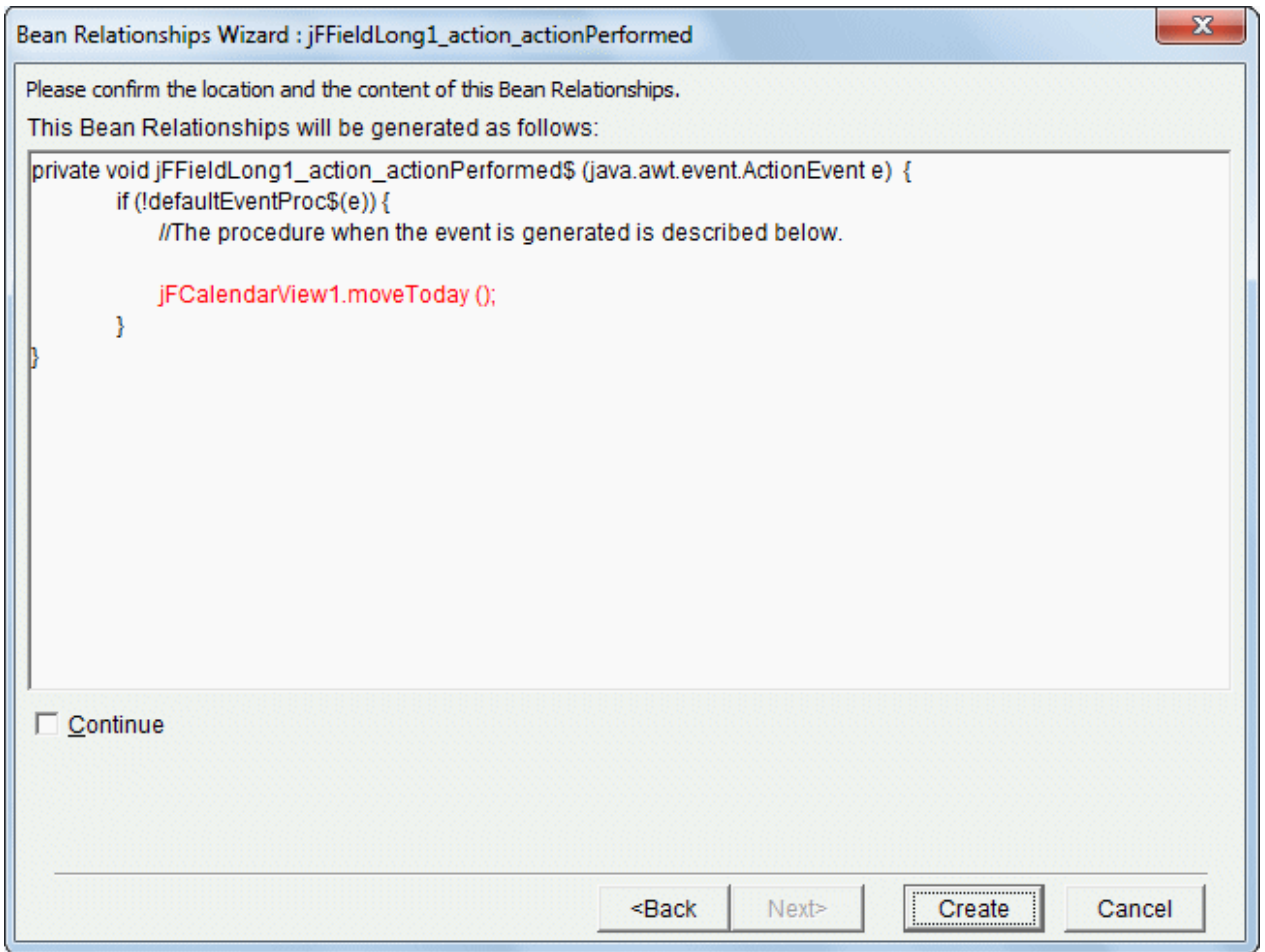 Bean Relationships Wizard : jFFieldLong1_action_actionPerformed
Please confirm the location and the content of this Bean Relationships.
This Bean Relationships will be generated as follows:
private void jFFieldLong1_action_actionPerformed$ (java.awt.event.ActionEvent e) {
if (!defaultEventProc$(e)) {
//The procedure when the event is generated is described below.
jFCalendarView1.moveToday ();
}
}
Continue
<Back Next> Create Cancel